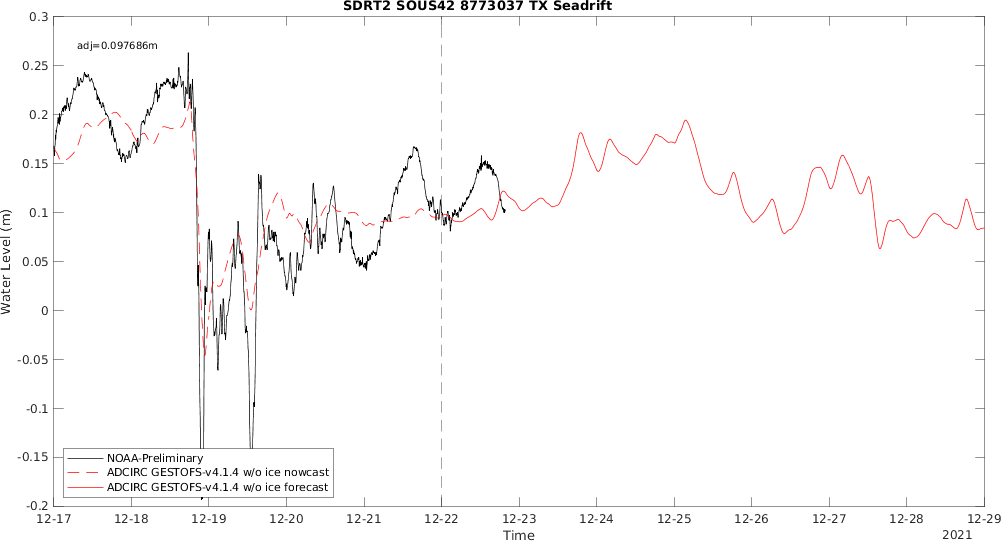 SDRT2 SOUS42 8773037 TX Seadrift
adj=0.097686m
0.3
0.25
0.2
0.15
0.1
0.05
0
-0.05
-0.1
-0.15
-0.2
Water Level (m)
NOAA-Preliminary
ADCIRC GESTOFS-v4.1.4 w/o ice nowcast
ADCIRC GESTOFS-v4.1.4 w/o ice forecast
12-17 12-18 12-19 12-20 12-21 12-22 12-23 12-24 12-25 12-26 12-27 12-28 12-29
Time
2021